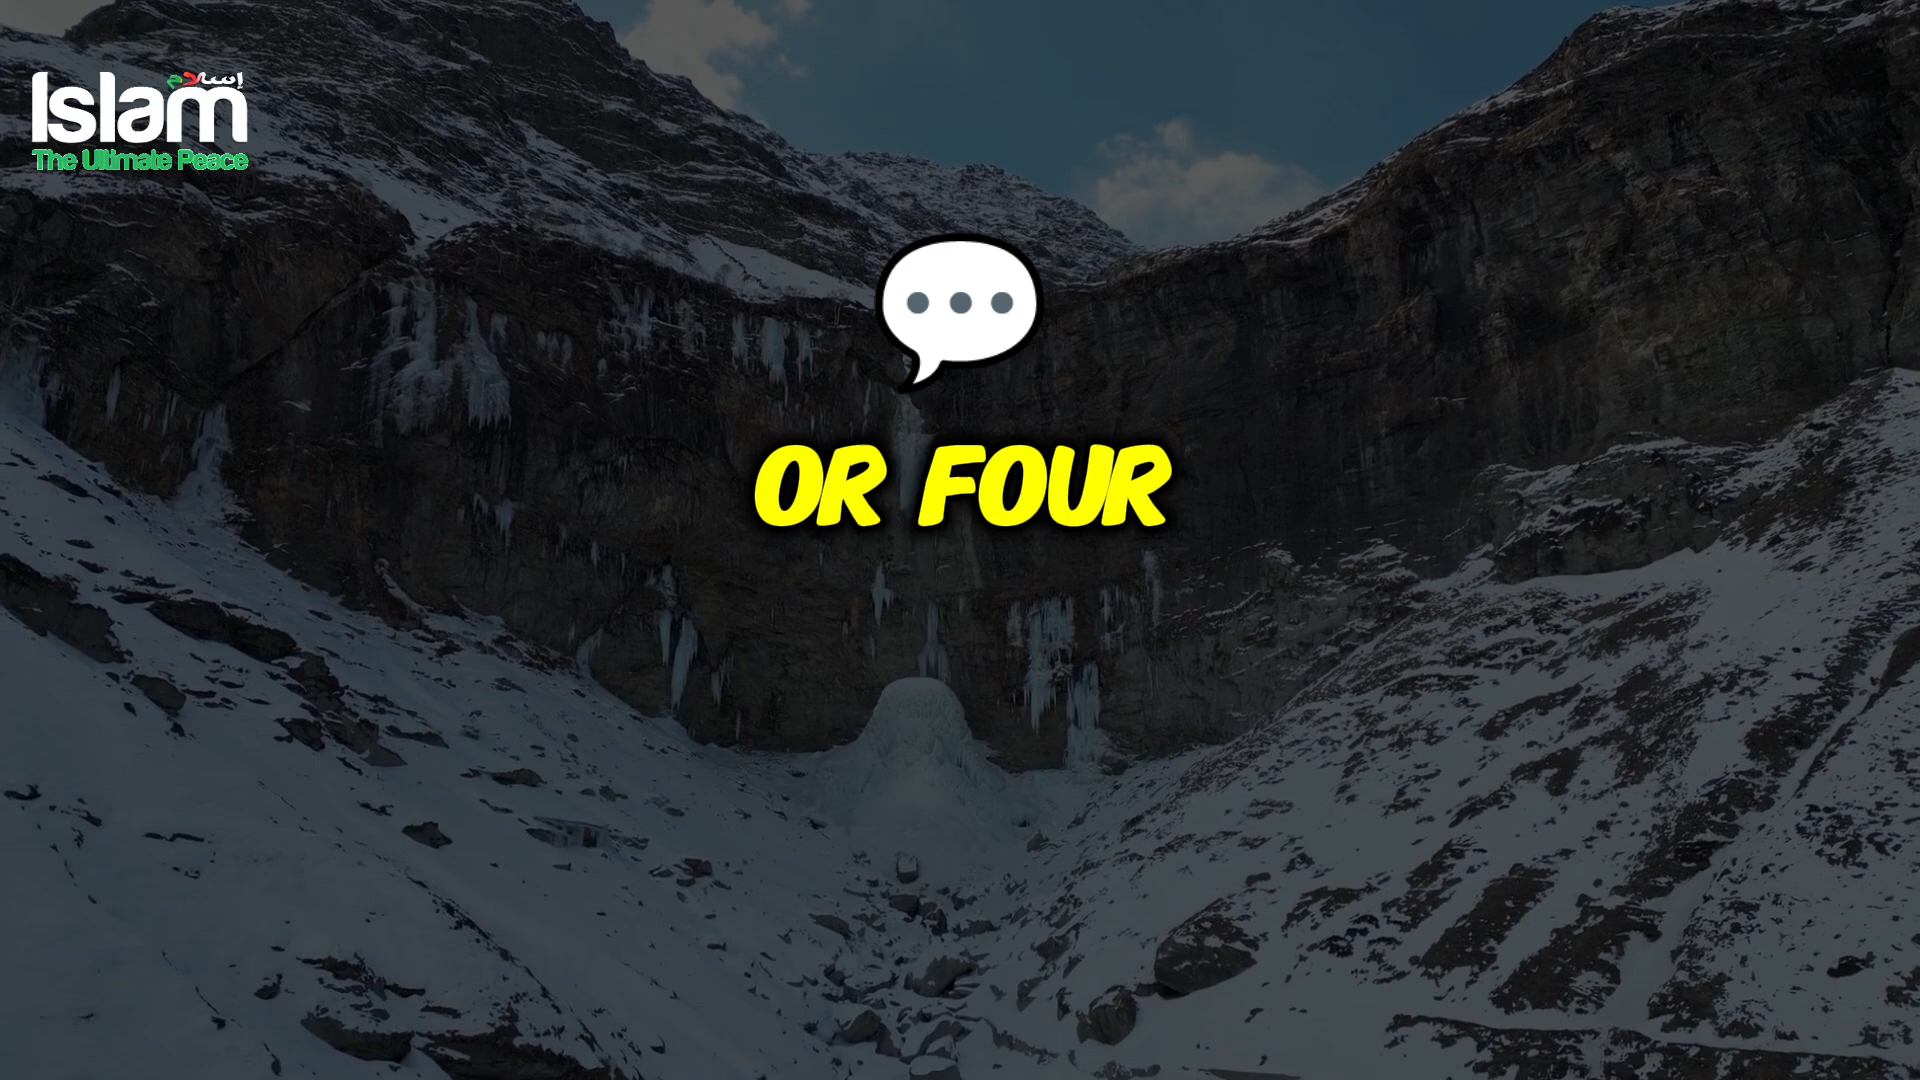 إسلام
Islam
The Ultimate Peace
OR FOUR